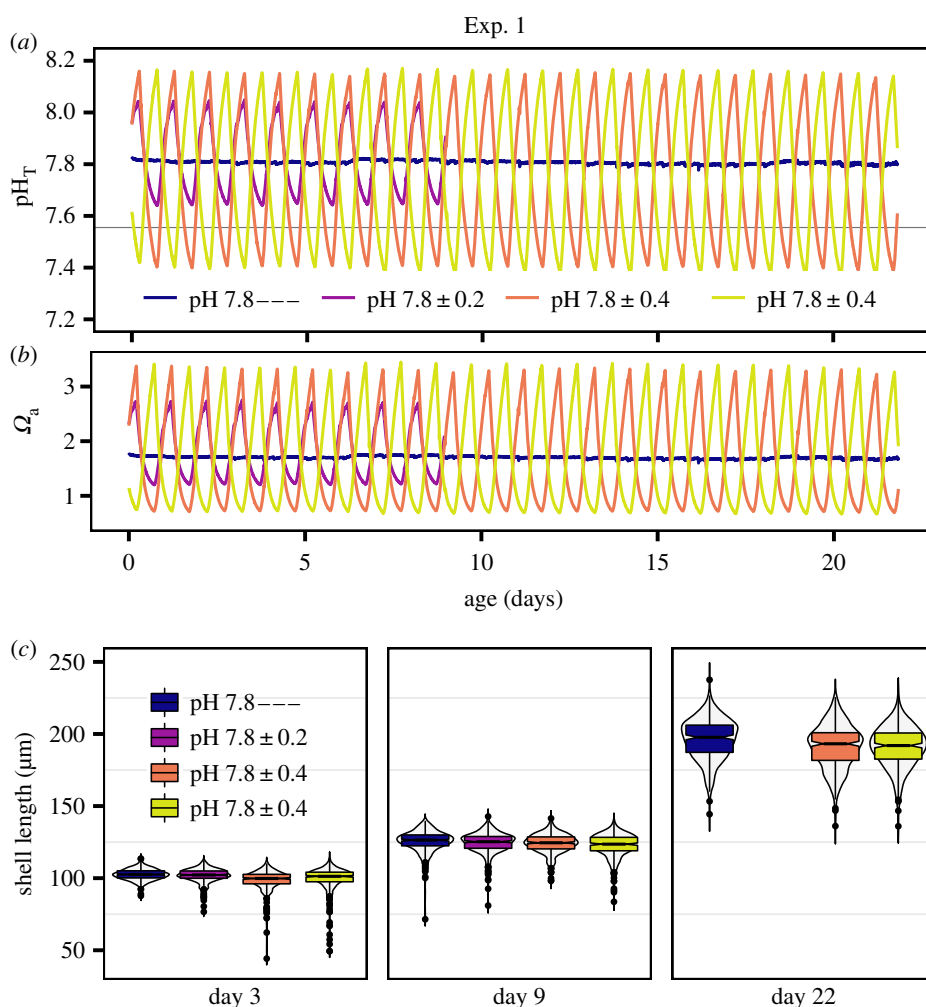 Exp. 1
(a)
8.2
8.0
7.8
7.6
7.4
7.2
pH_T
pH 7.8 ---
pH 7.8 ± 0.2
pH 7.8 ± 0.4
pH 7.8 ± 0.4
(b)
3
2
1
Ω_a
0
5
10
15
20
age (days)
(c)
250
200
150
100
50
shell length (µm)
pH 7.8 ---
pH 7.8 ± 0.2
pH 7.8 ± 0.4
pH 7.8 ± 0.4
day 3
day 9
day 22